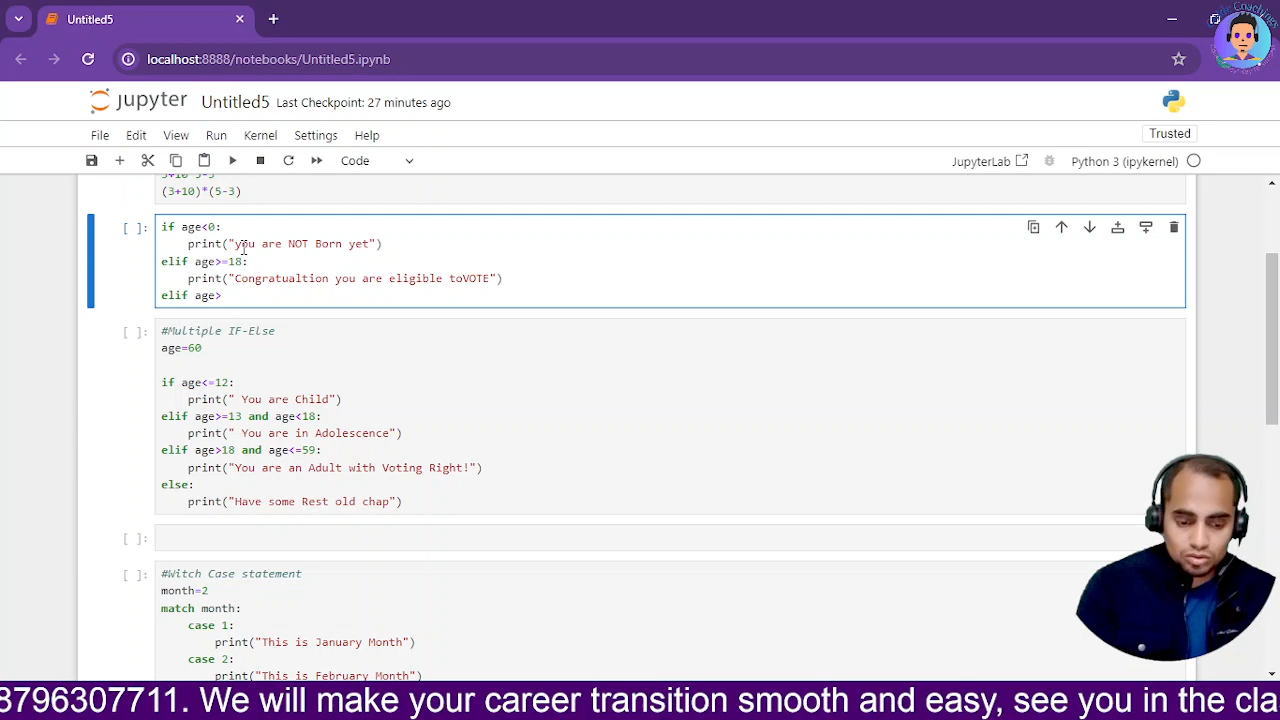 Untitled5
localhost:8888/notebooks/Untitled5.ipynb
Coachings
jupyter Untitled5 Last Checkpoint: 27 minutes ago
File Edit View Run Kernel Settings Help
Trusted
Code
JupyterLab
Python 3 (ipykernel)
(3+10)*(5-3)
[ ]:
if age<0:
print("you are NOT Born yet")
elif age>=18:
print("Congratualtion you are eligible toVOTE")
elif age>
[ ]:
#Multiple IF-Else
age=60
if age<=12:
print(" You are Child")
elif age>=13 and age<18:
print(" You are in Adolescence")
elif age>18 and age<=59:
print("You are an Adult with Voting Right!")
else:
print("Have some Rest old chap")
[ ]:
[ ]:
#Witch Case statement
month=2
match month:
case 1:
print("This is January Month")
case 2:
print("This is February Month")
8796307711. We will make your career transition smooth and easy, see you in the cla